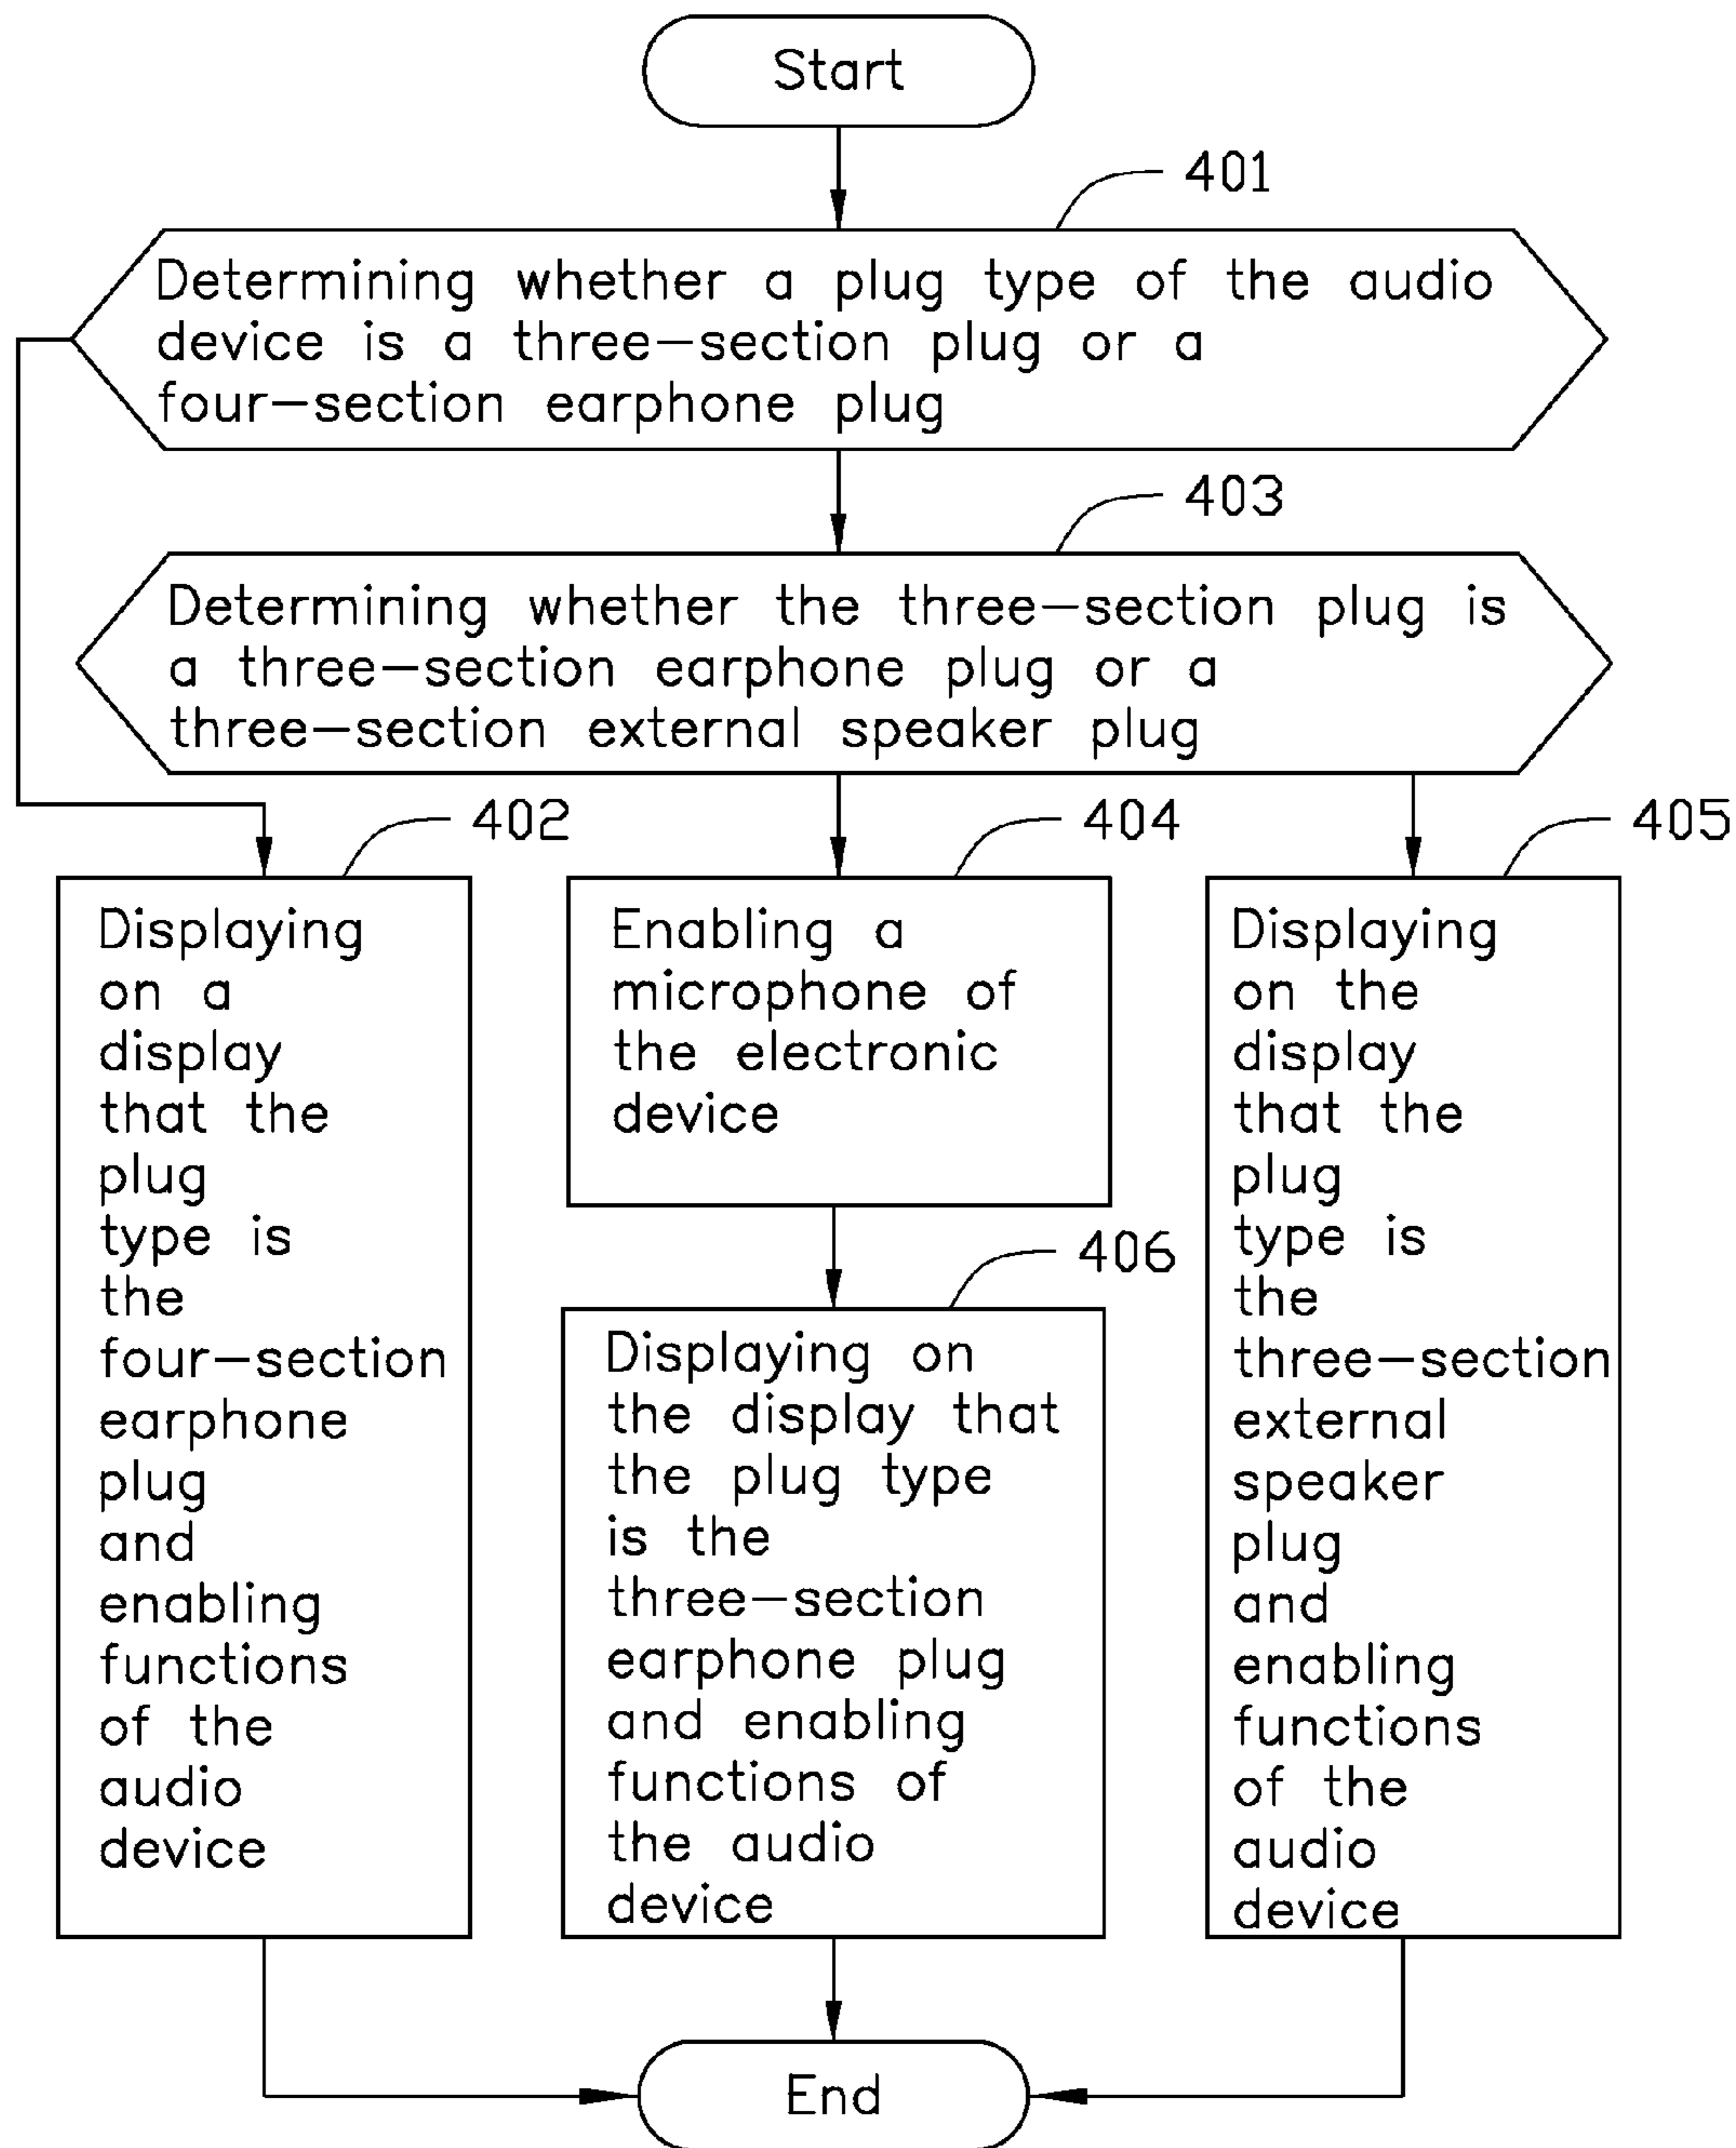 Start
401
Determining whether a plug type of the audio
device is a three-section plug or a
four-section earphone plug
403
Determining whether the three-section plug is
a three-section earphone plug or a
three-section external speaker plug
402
Displaying
on a
display
that the
plug
type is
the
four-section
earphone
plug
and
enabling
functions
of the
audio
device
404
Enabling a
microphone of
the electronic
device
406
Displaying on
the display that
the plug type
is the
three-section
earphone plug
and enabling
functions of
the audio
device
405
Displaying
on the
display
that the
plug
type is
the
three-section
external
speaker
plug
and
enabling
functions
of the
audio
device
End